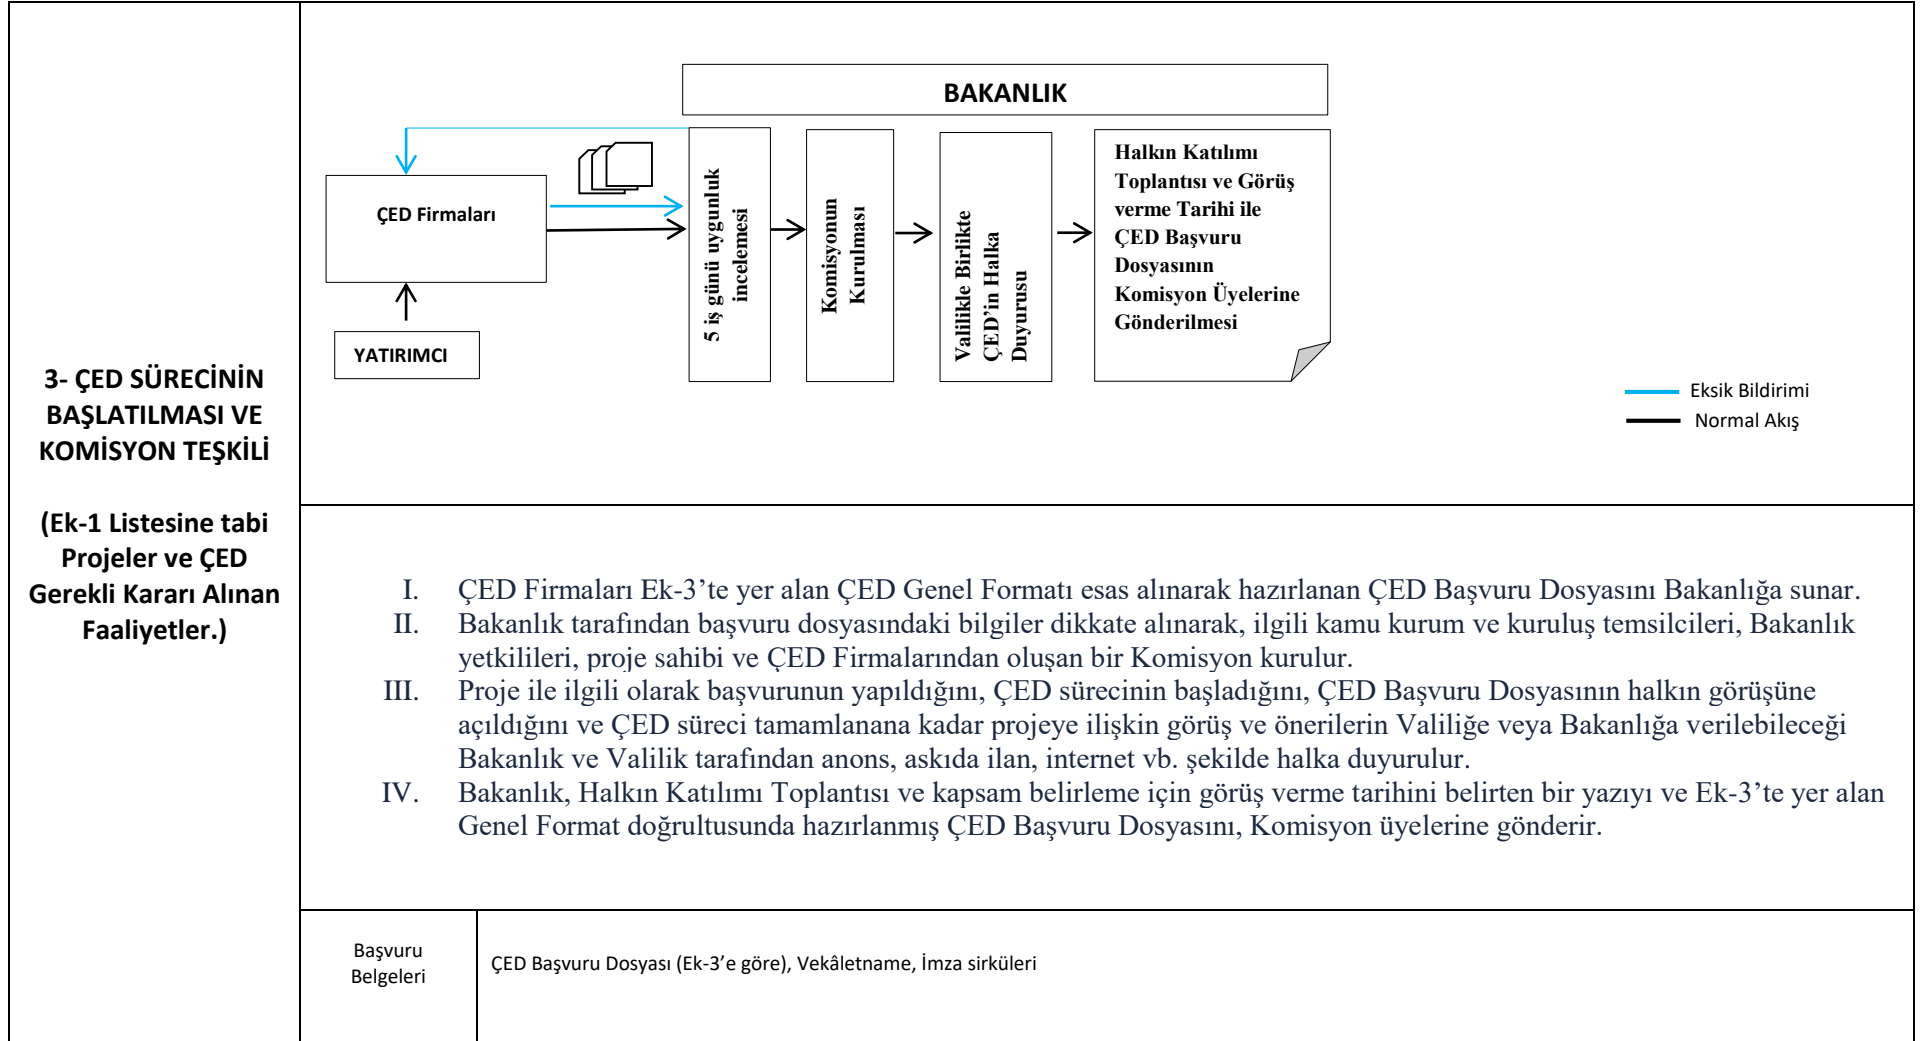 3- ÇED SÜRECİNİN
BAŞLATILMASI VE
KOMİSYON TEŞKİLİ
(Ek-1 Listesine tabi
Projeler ve ÇED
Gerekli Kararı Alınan
Faaliyetler.)
BAKANLIK
ÇED Firmaları
YATIRIMCI
5 iş günü uygunluk
incelemesi
Komisyonun
Kurulması
Valilikle Birlikte
ÇED’in Halka
Duyurusu
Halkın Katılımı
Toplantısı ve Görüş
verme Tarihi ile
ÇED Başvuru
Dosyasının
Komisyon Üyelerine
Gönderilmesi
Eksik Bildirimi
Normal Akış
I. ÇED Firmaları Ek-3’te yer alan ÇED Genel Formatı esas alınarak hazırlanan ÇED Başvuru Dosyasını Bakanlığa sunar.
II. Bakanlık tarafından başvuru dosyasındaki bilgiler dikkate alınarak, ilgili kamu kurum ve kuruluş temsilcileri, Bakanlık
yetkilileri, proje sahibi ve ÇED Firmalarından oluşan bir Komisyon kurulur.
III. Proje ile ilgili olarak başvurunun yapıldığını, ÇED sürecinin başladığını, ÇED Başvuru Dosyasının halkın görüşüne
açıldığını ve ÇED süreci tamamlanana kadar projeye ilişkin görüş ve önerilerin Valiliğe veya Bakanlığa verilebileceği
Bakanlık ve Valilik tarafından anons, askıda ilan, internet vb. şekilde halka duyurulur.
IV. Bakanlık, Halkın Katılımı Toplantısı ve kapsam belirleme için görüş verme tarihini belirten bir yazıyı ve Ek-3’te yer alan
Genel Format doğrultusunda hazırlanmış ÇED Başvuru Dosyasını, Komisyon üyelerine gönderir.
Başvuru
Belgeleri
ÇED Başvuru Dosyası (Ek-3’e göre), Vekâletname, İmza sirküleri